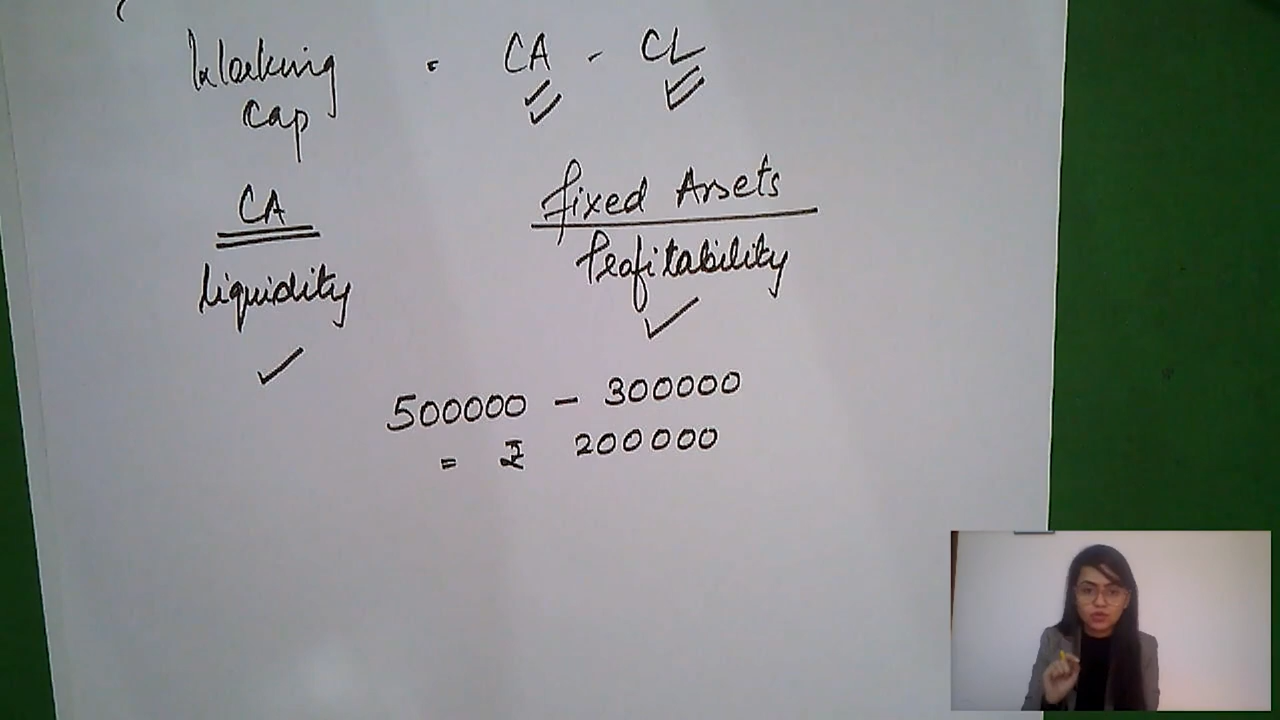 Working = CA - CL
Cap
CA
Liquidity
Fixed Assets
Profitability
500000 - 300000
= ₹ 200000